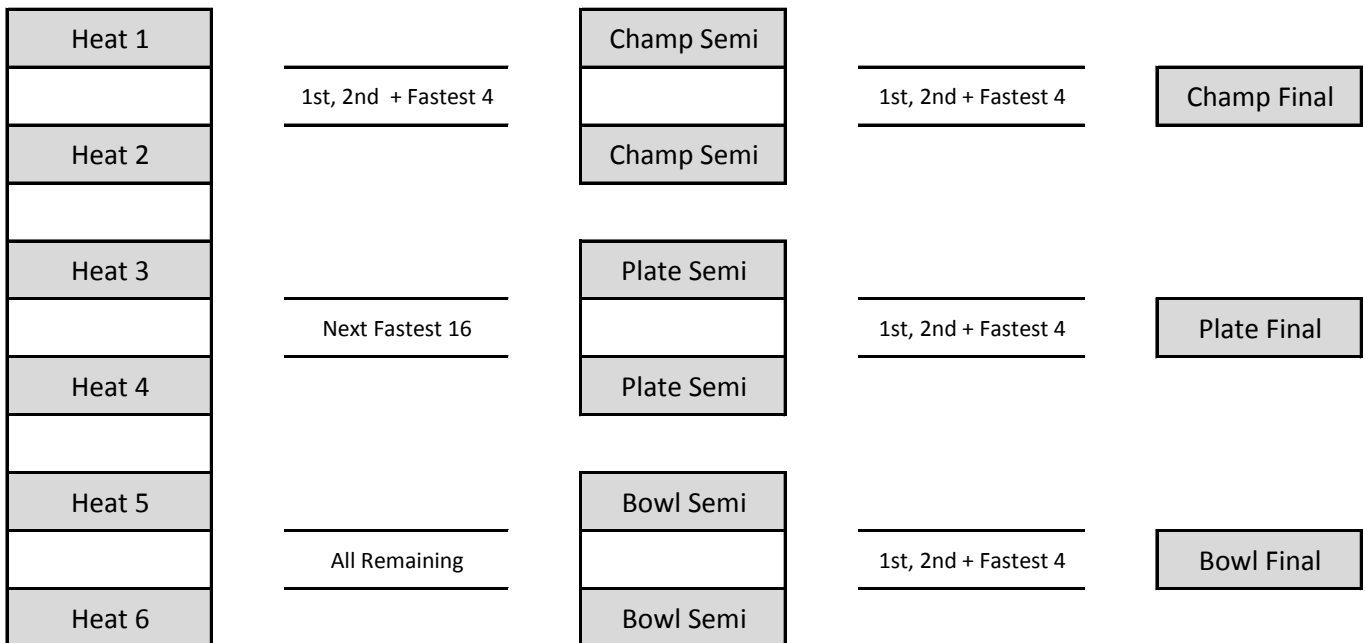 Heat 1
Champ Semi
1st, 2nd + Fastest 4
1st, 2nd + Fastest 4
Champ Final
Heat 2
Champ Semi
Heat 3
Plate Semi
Next Fastest 16
1st, 2nd + Fastest 4
Plate Final
Heat 4
Plate Semi
Heat 5
Bowl Semi
All Remaining
1st, 2nd + Fastest 4
Bowl Final
Heat 6
Bowl Semi